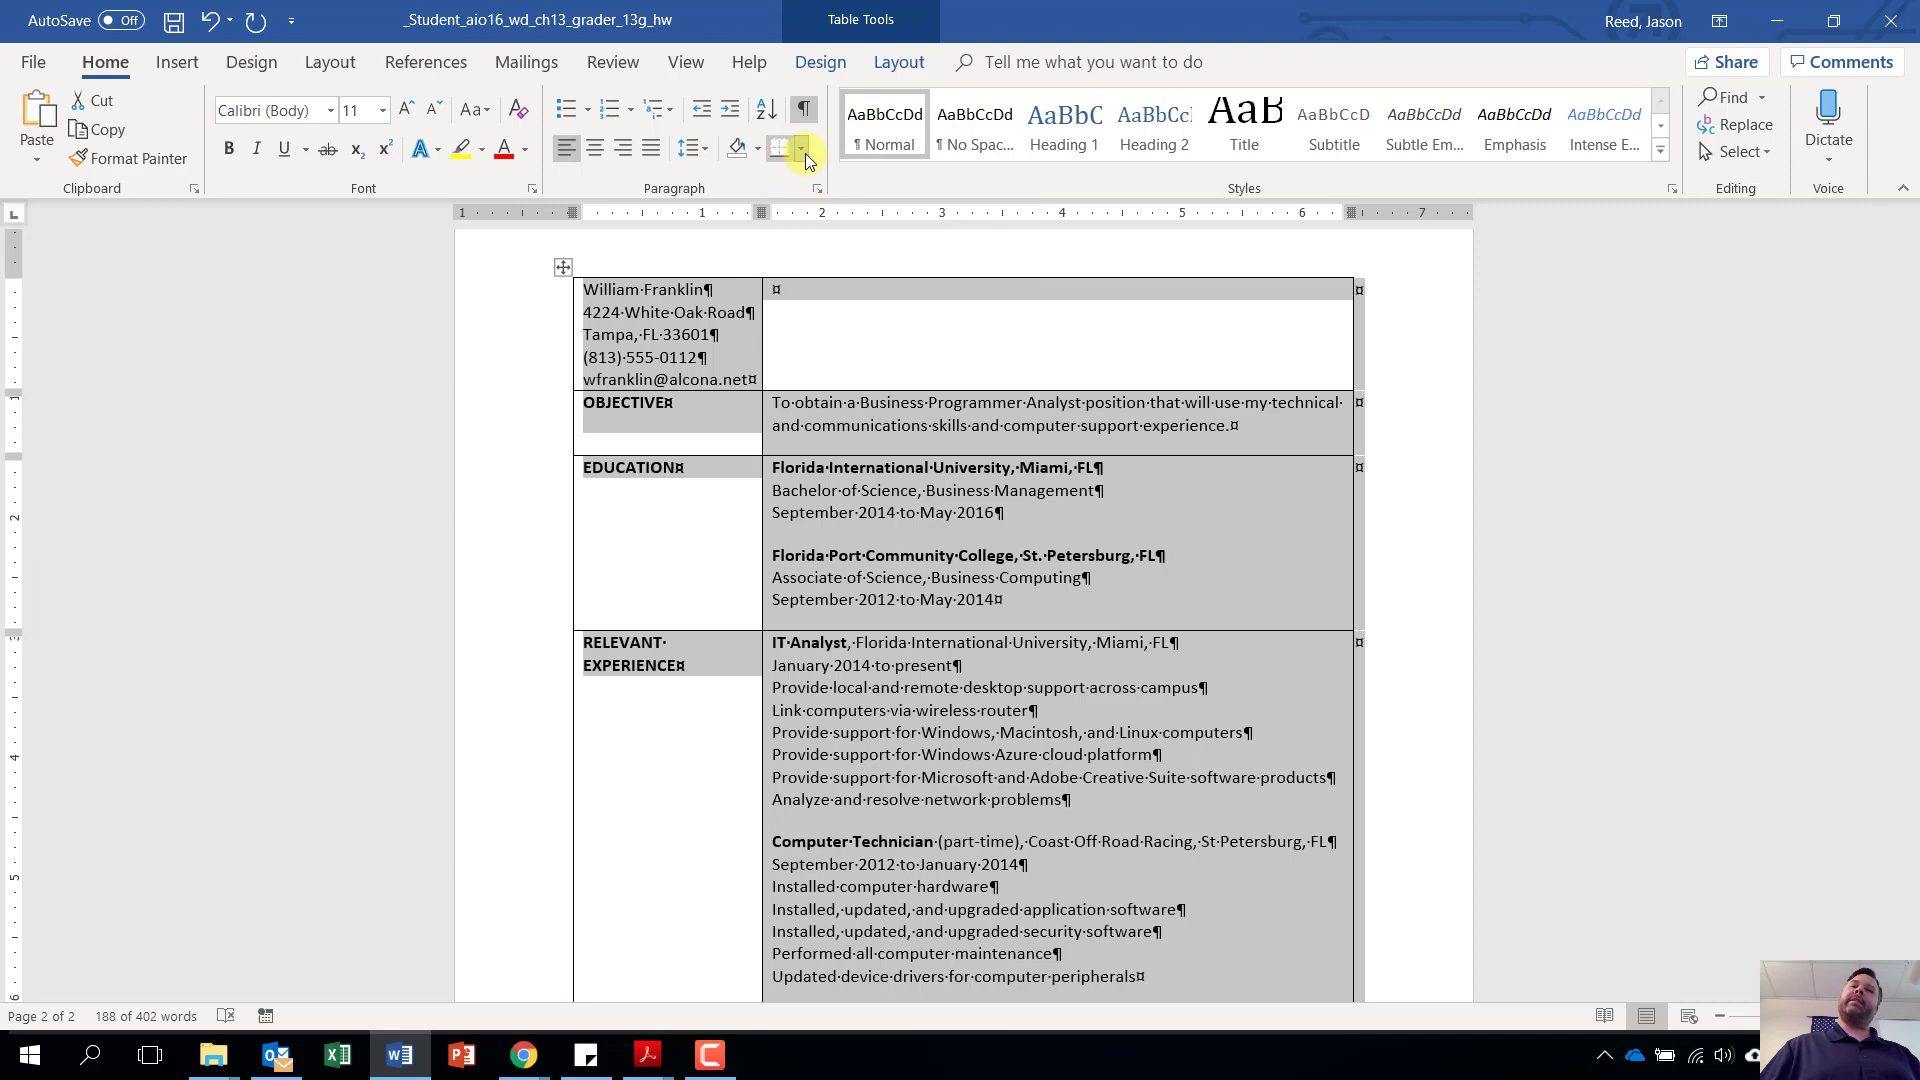 AutoSave Off
_Student_aio16_wd_ch13_grader_13g_hw
Table Tools
Reed, Jason
File Home Insert Design Layout References Mailings Review View Help Design Layout Tell me what you want to do
Share Comments
Paste
Cut
Copy
Format Painter
Clipboard
Calibri (Body) 11
Font
Paragraph
AaBbCcDd AaBbCcDd AaBbC AaBbCcI AaB AaBbCcD AaBbCcDd AaBbCcDd AaBbCcDd
¶ Normal ¶ No Spac... Heading 1 Heading 2 Title Subtitle Subtle Em... Emphasis Intense E...
Styles
Find
Replace
Select
Editing
Dictate
Voice
1 1 2 3 4 5 6 7
William·Franklin¶
4224·White·Oak·Road¶
Tampa,·FL·33601¶
(813)·555-0112¶
wfranklin@alcona.net¤
¤ ¤
OBJECTIVE¤
To·obtain·a·Business·Programmer·Analyst·position·that·will·use·my·technical· ¤
and·communications·skills·and·computer·support·experience.¤
EDUCATION¤
Florida·International·University,·Miami,·FL¶ ¤
Bachelor·of·Science,·Business·Management¶
September·2014·to·May·2016¶
Florida·Port·Community·College,·St.·Petersburg,·FL¶
Associate·of·Science,·Business·Computing¶
September·2012·to·May·2014¤
RELEVANT·
EXPERIENCE¤
IT·Analyst,·Florida·International·University,·Miami,·FL¶ ¤
January·2014·to·present¶
Provide·local·and·remote·desktop·support·across·campus¶
Link·computers·via·wireless·router¶
Provide·support·for·Windows,·Macintosh,·and·Linux·computers¶
Provide·support·for·Windows·Azure·cloud·platform¶
Provide·support·for·Microsoft·and·Adobe·Creative·Suite·software·products¶
Analyze·and·resolve·network·problems¶
Computer·Technician·(part-time),·Coast·Off·Road·Racing,·St·Petersburg,·FL¶
September·2012·to·January·2014¶
Installed·computer·hardware¶
Installed,·updated,·and·upgraded·application·software¶
Installed,·updated,·and·upgraded·security·software¶
Performed·all·computer·maintenance¶
Updated·device·drivers·for·computer·peripherals¤
Page 2 of 2 188 of 402 words